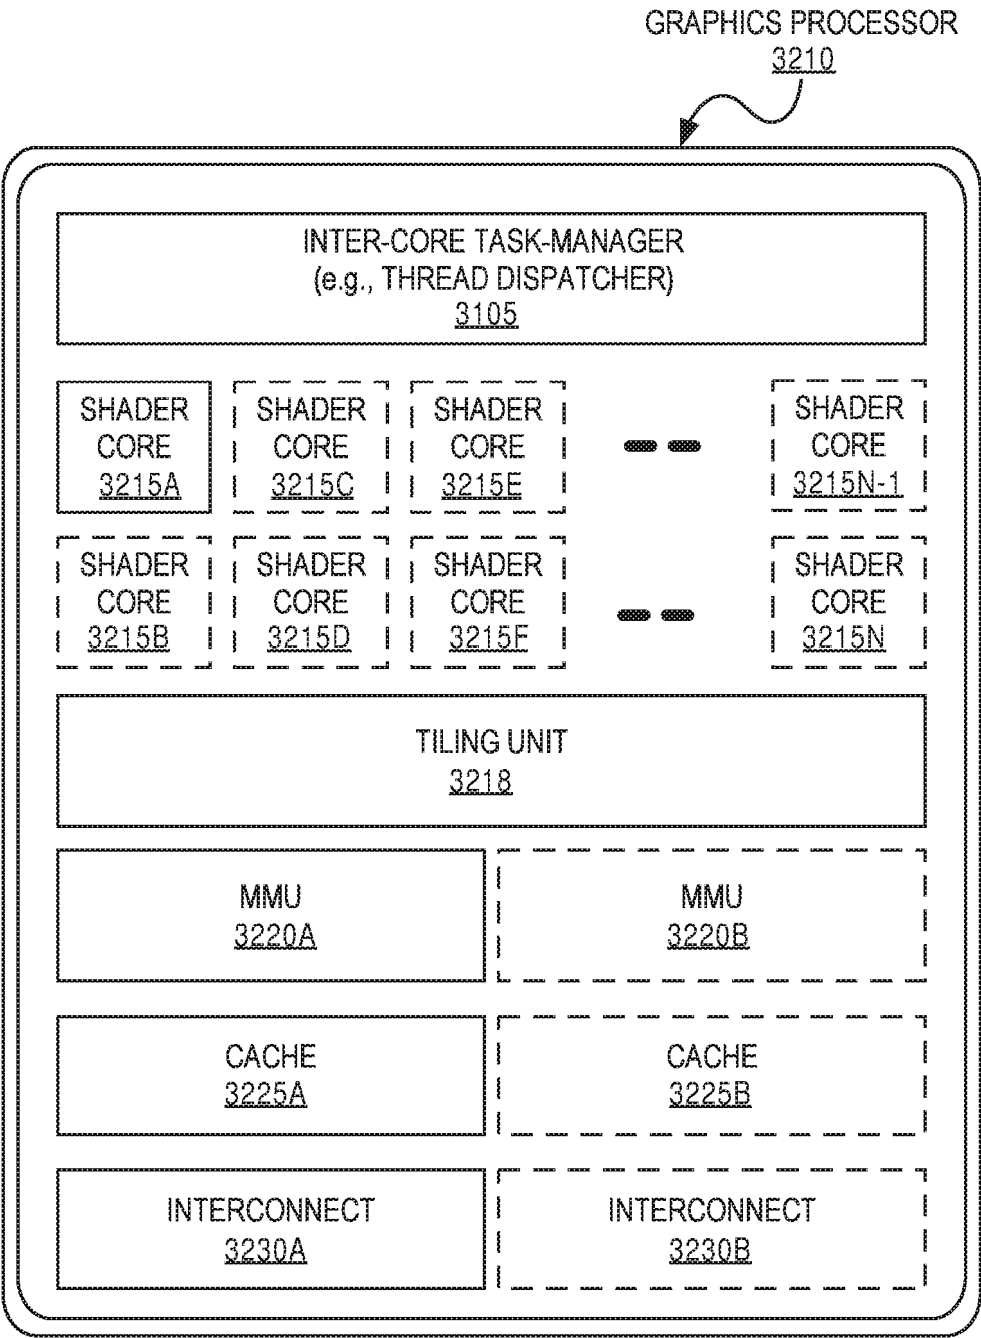 GRAPHICS PROCESSOR
3210
INTER-CORE TASK-MANAGER
(e.g., THREAD DISPATCHER)
3105
SHADER
CORE
3215A
SHADER
CORE
3215C
SHADER
CORE
3215E
SHADER
CORE
3215N-1
SHADER
CORE
3215B
SHADER
CORE
3215D
SHADER
CORE
3215F
SHADER
CORE
3215N
TILING UNIT
3218
MMU
3220A
MMU
3220B
CACHE
3225A
CACHE
3225B
INTERCONNECT
3230A
INTERCONNECT
3230B